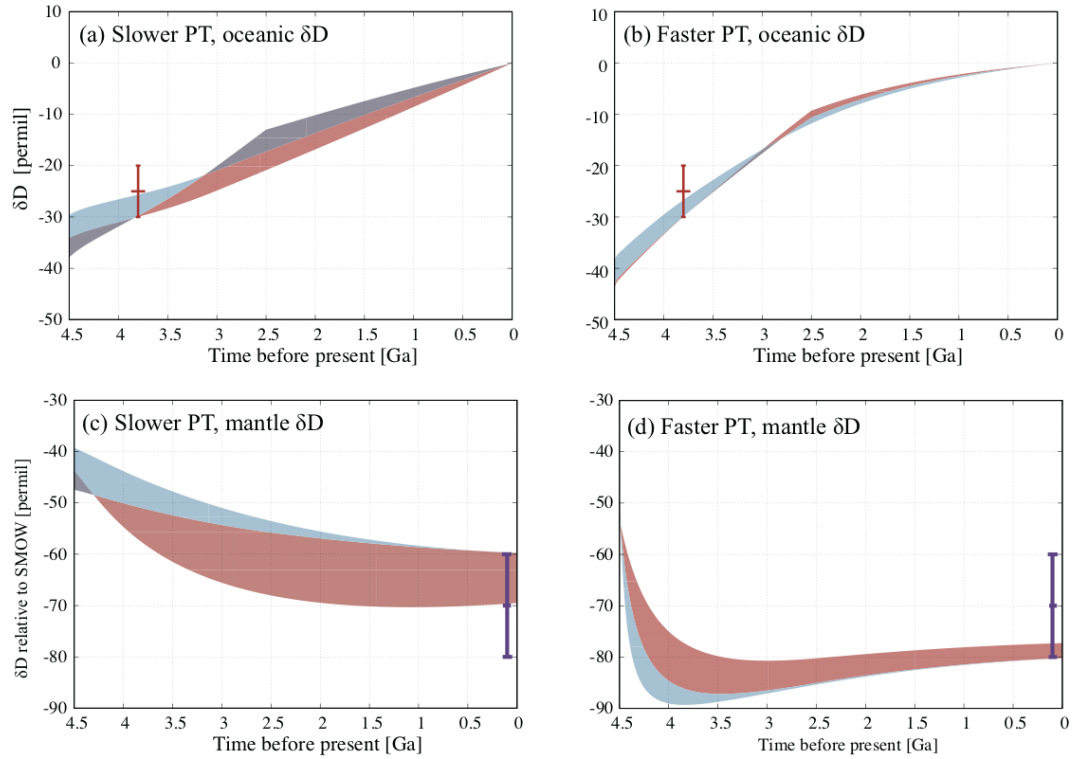 (a) Slower PT, oceanic δD
10
0
-10
-20
-30
-40
-50
δD [permil]
4.5 4 3.5 3 2.5 2 1.5 1 0.5 0
Time before present [Ga]
(b) Faster PT, oceanic δD
10
0
-10
-20
-30
-40
-50
4.5 4 3.5 3 2.5 2 1.5 1 0.5 0
Time before present [Ga]
(c) Slower PT, mantle δD
-30
-40
-50
-60
-70
-80
-90
δD relative to SMOW [permil]
4.5 4 3.5 3 2.5 2 1.5 1 0.5 0
Time before present [Ga]
(d) Faster PT, mantle δD
-30
-40
-50
-60
-70
-80
-90
4.5 4 3.5 3 2.5 2 1.5 1 0.5 0
Time before present [Ga]